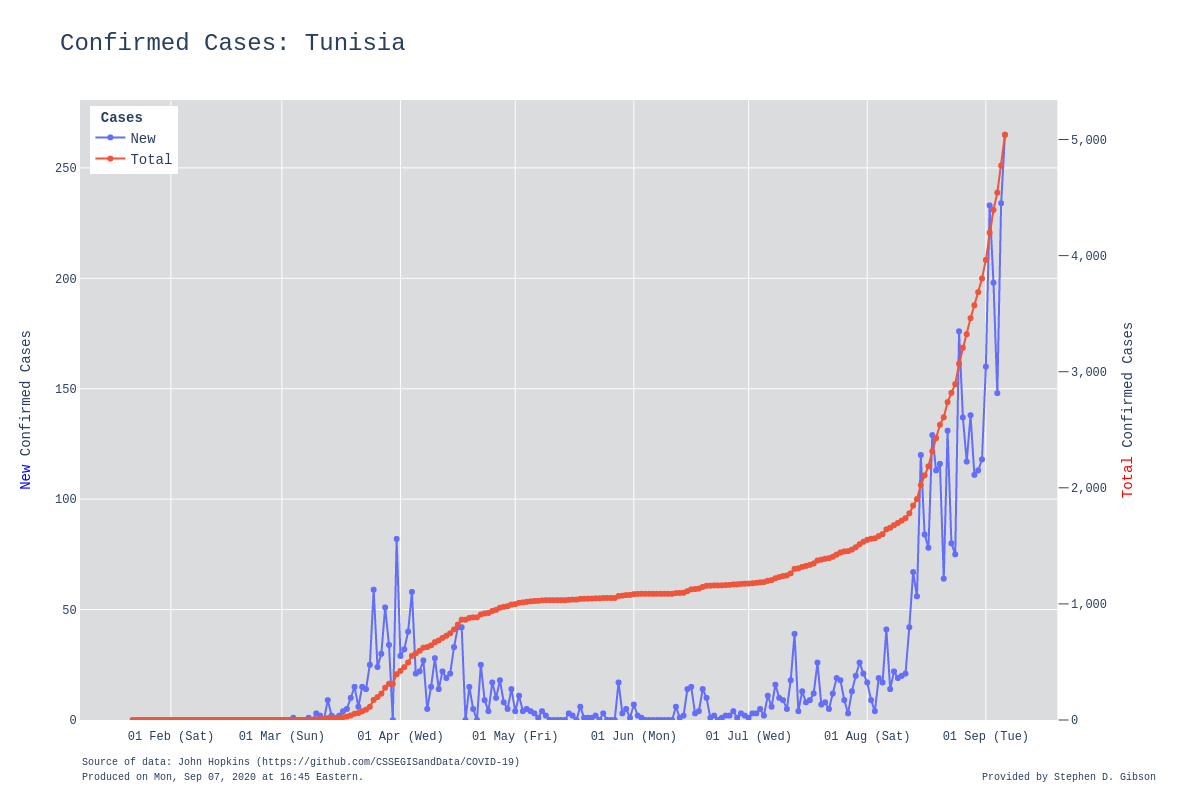 Confirmed Cases: Tunisia
Cases
New
Total
250
200
150
100
50
0
5,000
4,000
3,000
2,000
1,000
0
New Confirmed Cases
Total Confirmed Cases
01 Feb (Sat)
01 Mar (Sun)
01 Apr (Wed)
01 May (Fri)
01 Jun (Mon)
01 Jul (Wed)
01 Aug (Sat)
01 Sep (Tue)
Source of data: John Hopkins (https://github.com/CSSEGISandData/COVID-19)
Produced on Mon, Sep 07, 2020 at 16:45 Eastern.
Provided by Stephen D. Gibson